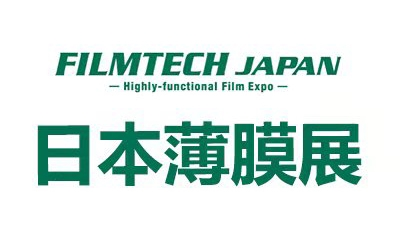 FILMTECH JAPAN
— Highly-functional Film Expo —
日本薄膜展